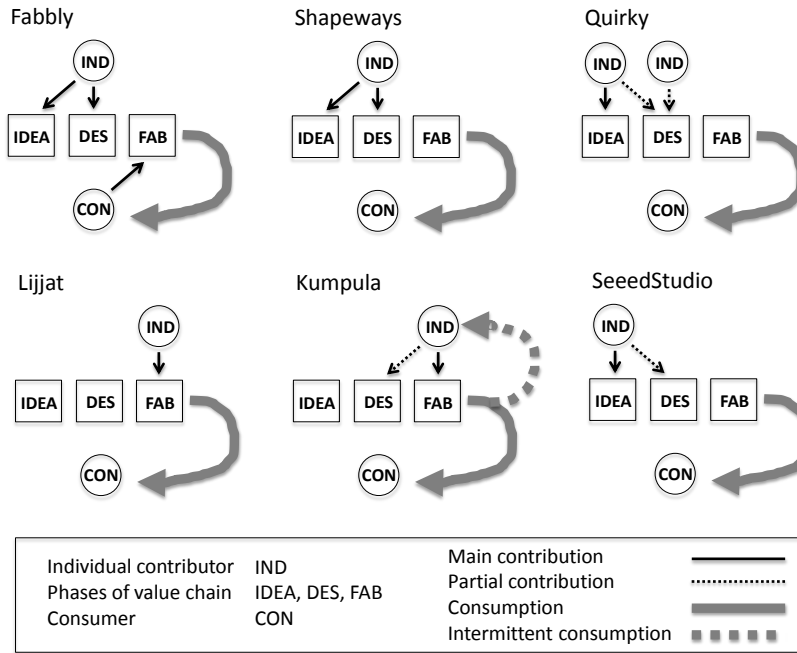 Fabbly Shapeways Quirky
IND IND IND IND
IDEA DES FAB IDEA DES FAB IDEA DES FAB
CON CON CON
Lijjat Kumpula SeeedStudio
IND IND IND
IDEA DES FAB IDEA DES FAB IDEA DES FAB
CON CON CON
Individual contributor IND Main contribution
Phases of value chain IDEA, DES, FAB Partial contribution
Consumer CON Consumption
Intermittent consumption